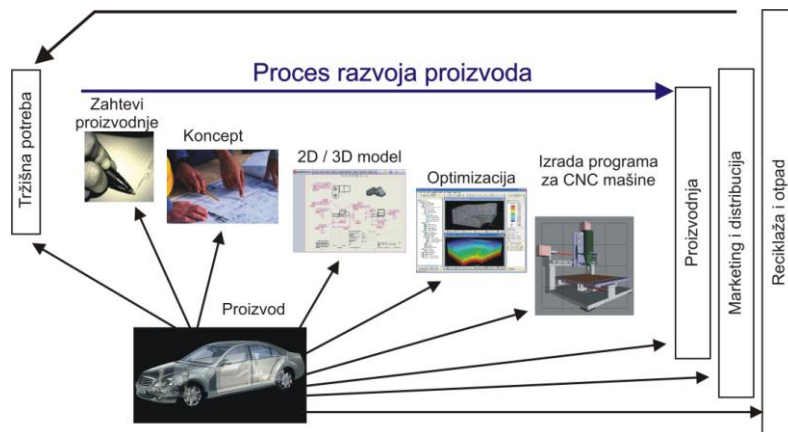 Proces razvoja proizvoda
Tržišna potreba
Zahtevi
proizvodnje
Koncept
2D / 3D model
Optimizacija
Izrada programa
za CNC mašine
Proizvodnja
Marketing i distribucija
Reciklaža i otpad
Proizvod